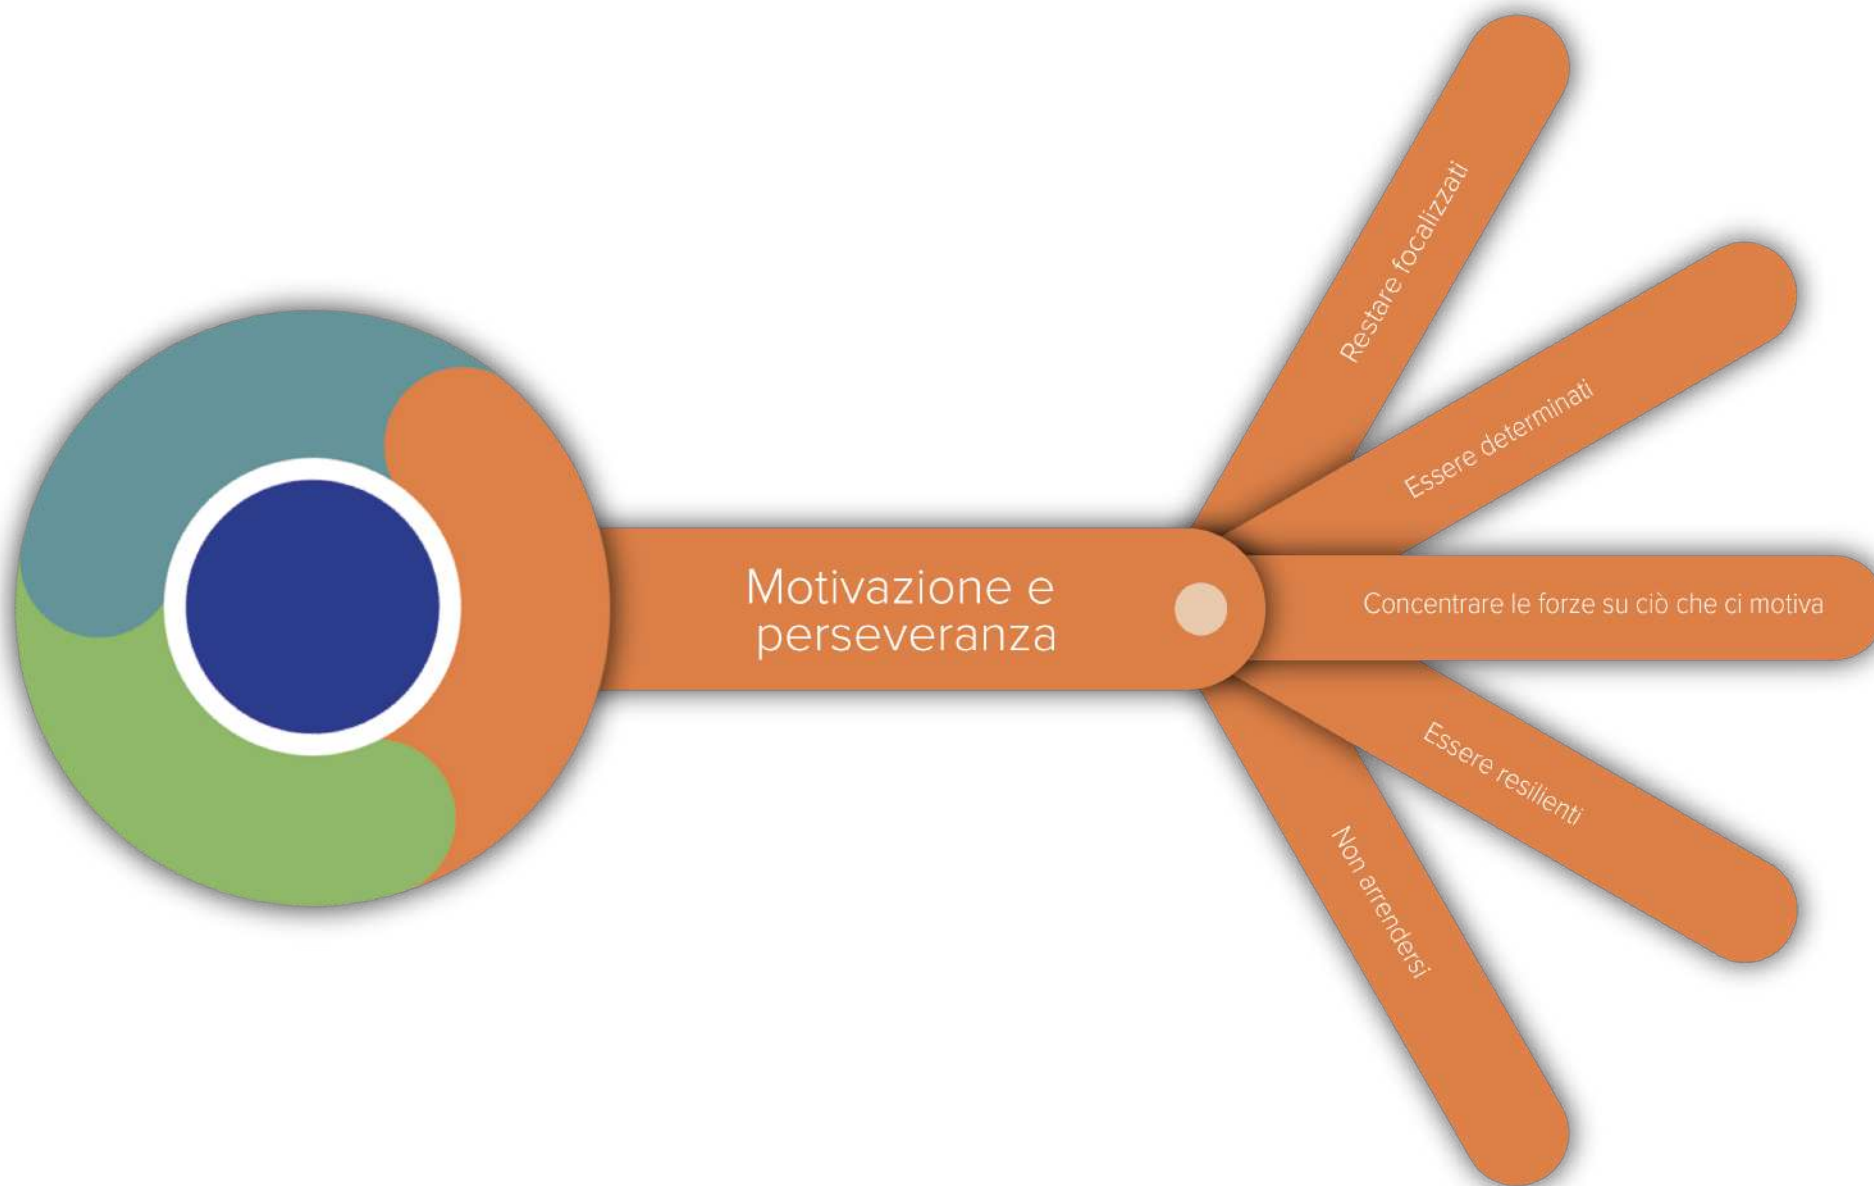 Motivazione e
perseveranza
Restare focalizzati
Essere determinati
Concentrare le forze su ciò che ci motiva
Essere resilienti
Non arrendersi